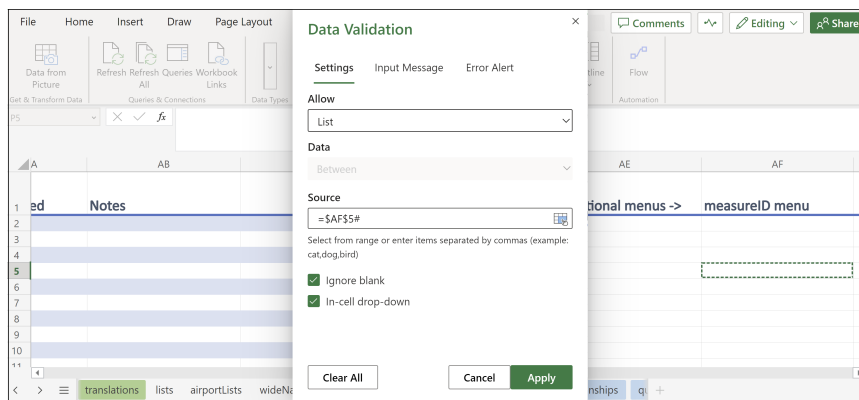 File Home Insert Draw Page Layout
Comments
Editing
Share
Data from Picture
Refresh
Refresh All
Queries
Workbook Links
Flow
Get & Transform Data
Queries & Connections
Data Types
Automation
P5
fx
Data Validation
Settings Input Message Error Alert
Allow
List
Data
Between
Source
=$AF$5#
Select from range or enter items separated by commas (example:
cat,dog,bird)
Ignore blank
In-cell drop-down
Clear All Cancel Apply
A AB AE AF
1 ed Notes tional menus -> measureID menu
2
3
4
5
6
7
8
9
10
11
translations lists airportLists wideNa nships qu